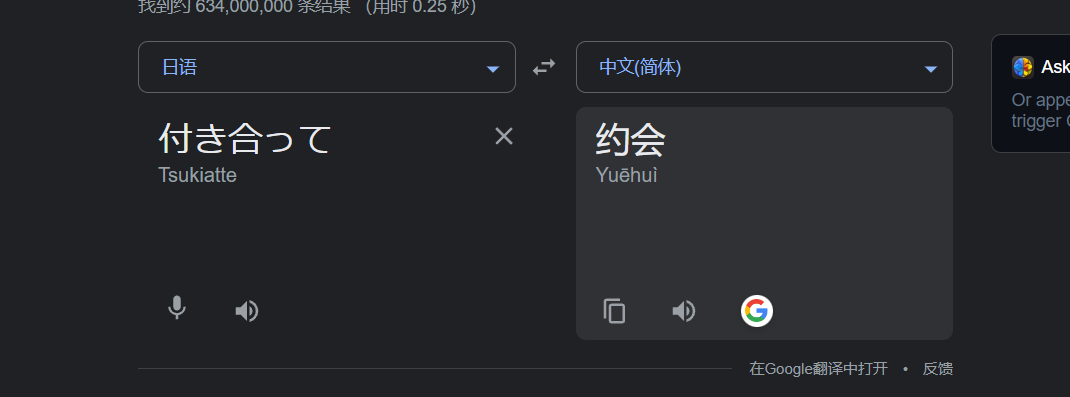 找到约 634,000,000 条结果 （用时 0.25 秒）
日语
中文(简体)
付き合って
Tsukiatte
约会
Yuēhuì
在Google翻译中打开 • 反馈
Ask
Or appe
trigger